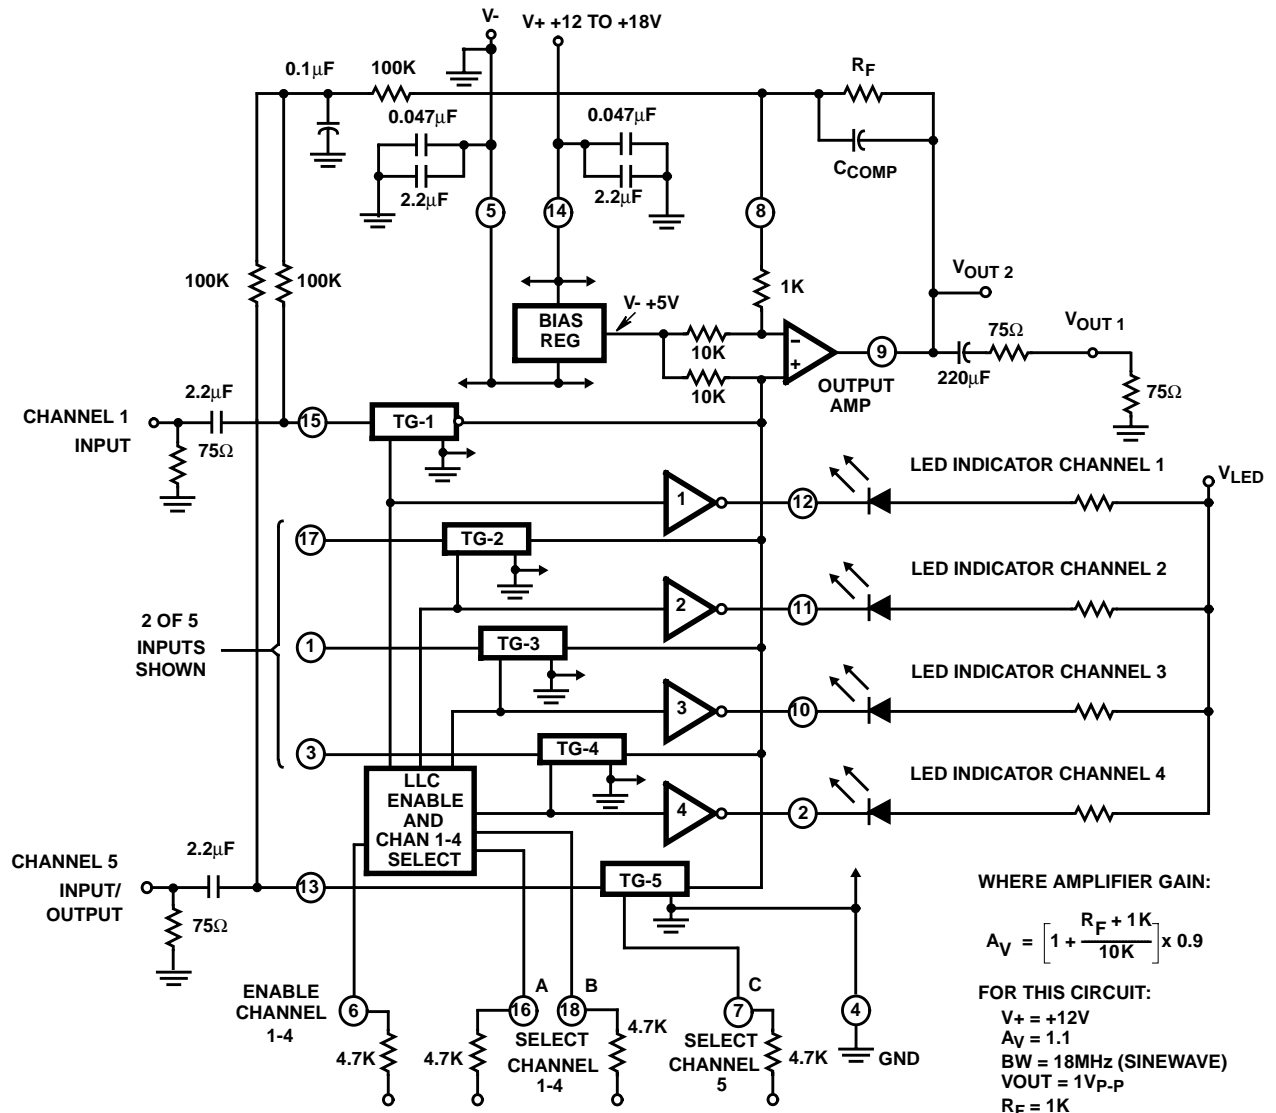 V-
V+ +12 TO +18V
0.1μF
100K
RF
0.047μF
0.047μF
CCOMP
2.2μF
2.2μF
5
14
8
100K
100K
1K
VOUT 2
V- +5V
BIAS
REG
10K
10K
-
+
9
OUTPUT
AMP
75Ω
VOUT 1
220μF
75Ω
2.2μF
CHANNEL 1
INPUT
75Ω
15
TG-1
LED INDICATOR CHANNEL 1
VLED
1
12
17
TG-2
LED INDICATOR CHANNEL 2
2
11
2 OF 5
INPUTS
SHOWN
1
TG-3
LED INDICATOR CHANNEL 3
3
10
3
TG-4
LED INDICATOR CHANNEL 4
4
2
LLC
ENABLE
AND
CHAN 1-4
SELECT
2.2μF
CHANNEL 5
INPUT/
OUTPUT
75Ω
13
TG-5
WHERE AMPLIFIER GAIN:
AV = [1 + RF + 1K / 10K] x 0.9
ENABLE
CHANNEL
1-4
6
4.7K
A
16
B
18
4.7K
SELECT
CHANNEL
1-4
4.7K
C
7
SELECT
CHANNEL
5
4.7K
4
GND
FOR THIS CIRCUIT:
V+ = +12V
AV = 1.1
BW = 18MHz (SINEWAVE)
VOUT = 1VP-P
RF = 1K